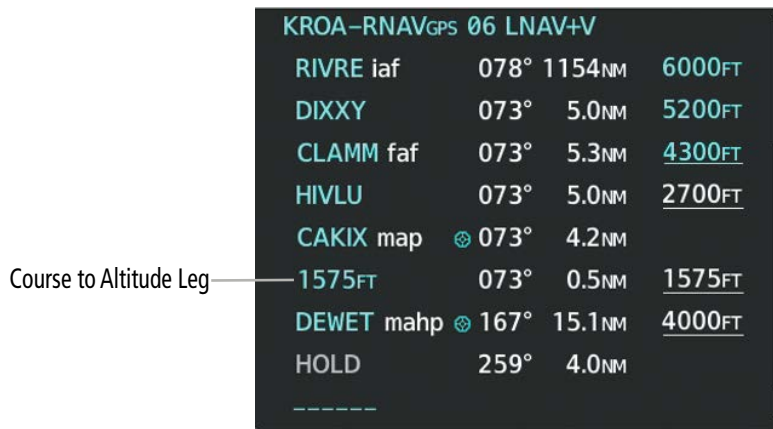 KROA–RNAVGPS 06 LNAV+V
RIVRE iaf 078° 1154NM 6000FT
DIXXY 073° 5.0NM 5200FT
CLAMM faf 073° 5.3NM 4300FT
HIVLU 073° 5.0NM 2700FT
CAKIX map 073° 4.2NM
Course to Altitude Leg 1575FT 073° 0.5NM 1575FT
DEWET mahp 167° 15.1NM 4000FT
HOLD 259° 4.0NM
______